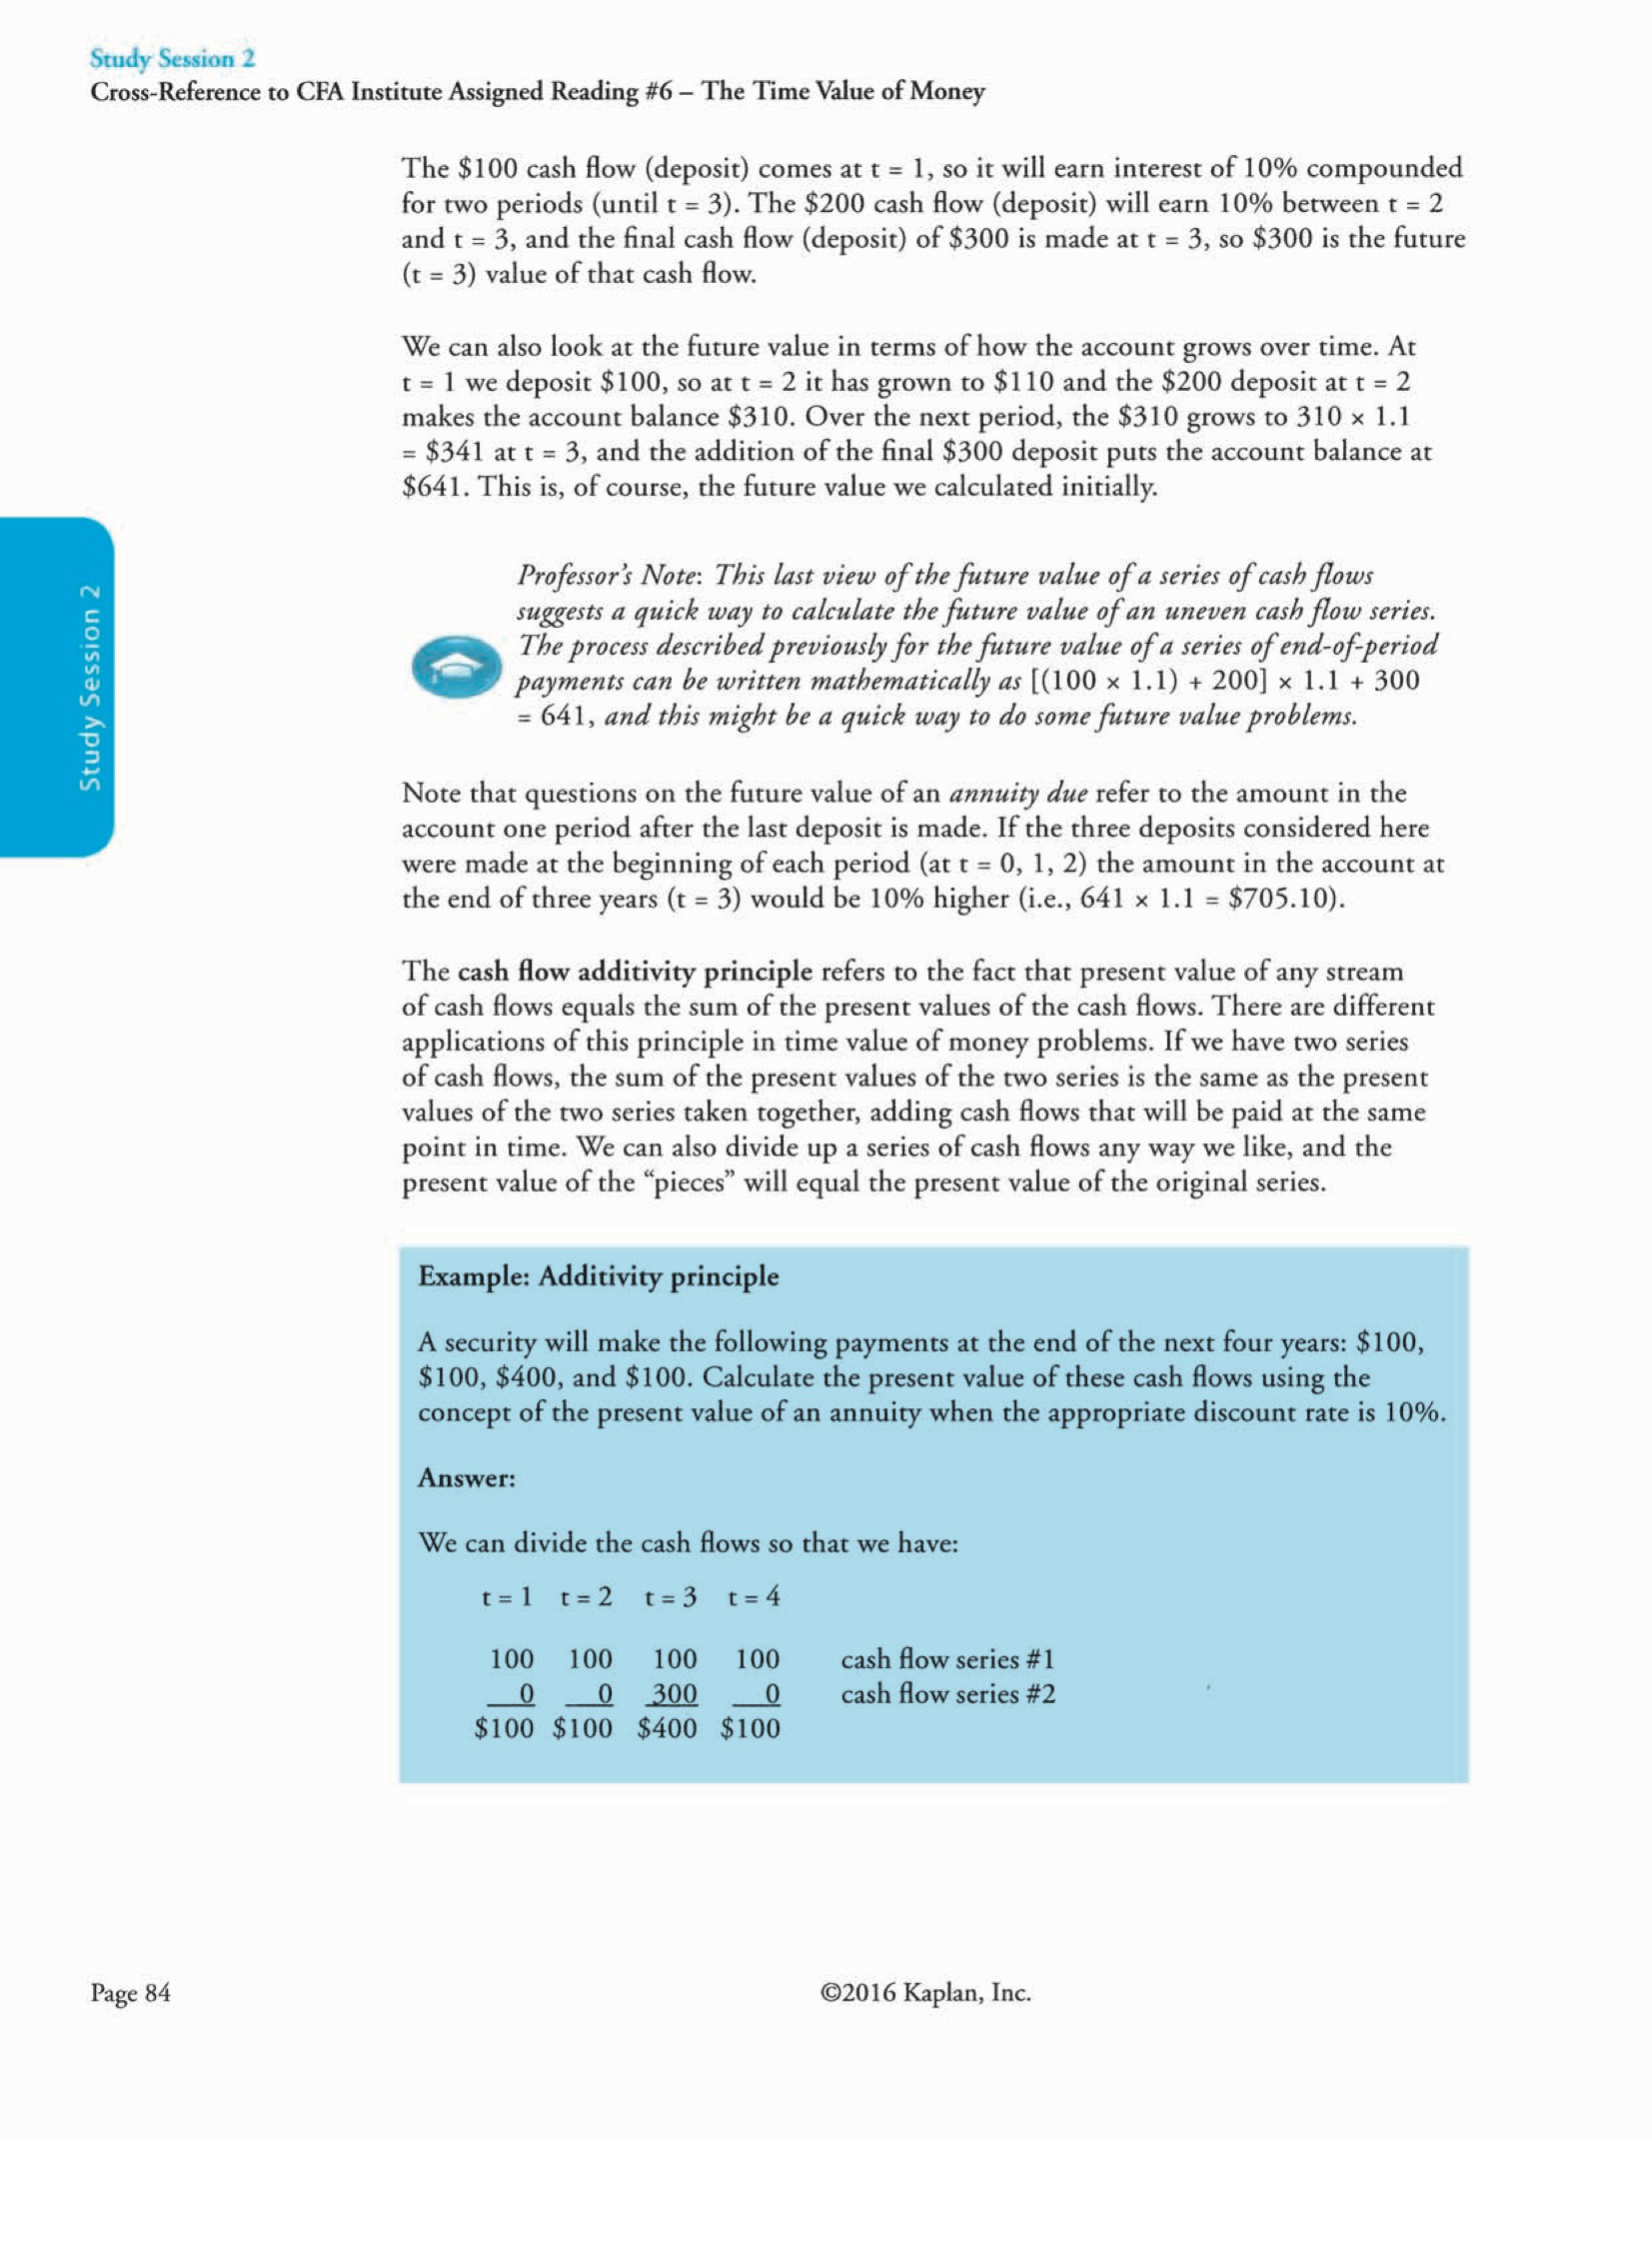 Study Session 2
Cross-Reference to CFA Institute Assigned Reading #6 – The Time Value of Money
The $100 cash flow (deposit) comes at t = 1, so it will earn interest of 10% compounded
for two periods (until t = 3). The $200 cash flow (deposit) will earn 10% between t = 2
and t = 3, and the final cash flow (deposit) of $300 is made at t = 3, so $300 is the future
(t = 3) value of that cash flow.
We can also look at the future value in terms of how the account grows over time. At
t = 1 we deposit $100, so at t = 2 it has grown to $110 and the $200 deposit at t = 2
makes the account balance $310. Over the next period, the $310 grows to 310 × 1.1
= $341 at t = 3, and the addition of the final $300 deposit puts the account balance at
$641. This is, of course, the future value we calculated initially.
Study Session 2
Professor's Note: This last view of the future value of a series of cash flows
suggests a quick way to calculate the future value of an uneven cash flow series.
The process described previously for the future value of a series of end-of-period
payments can be written mathematically as [(100 × 1.1) + 200] × 1.1 + 300
= 641, and this might be a quick way to do some future value problems.
Note that questions on the future value of an annuity due refer to the amount in the
account one period after the last deposit is made. If the three deposits considered here
were made at the beginning of each period (at t = 0, 1, 2) the amount in the account at
the end of three years (t = 3) would be 10% higher (i.e., 641 × 1.1 = $705.10).
The cash flow additivity principle refers to the fact that present value of any stream
of cash flows equals the sum of the present values of the cash flows. There are different
applications of this principle in time value of money problems. If we have two series
of cash flows, the sum of the present values of the two series is the same as the present
values of the two series taken together, adding cash flows that will be paid at the same
point in time. We can also divide up a series of cash flows any way we like, and the
present value of the “pieces” will equal the present value of the original series.
Example: Additivity principle
A security will make the following payments at the end of the next four years: $100,
$100, $400, and $100. Calculate the present value of these cash flows using the
concept of the present value of an annuity when the appropriate discount rate is 10%.
Answer:
We can divide the cash flows so that we have:
t = 1 t = 2 t = 3 t = 4
100 100 100 100 cash flow series #1
0 0 300 0 cash flow series #2
$100 $100 $400 $100
Page 84 ©2016 Kaplan, Inc.